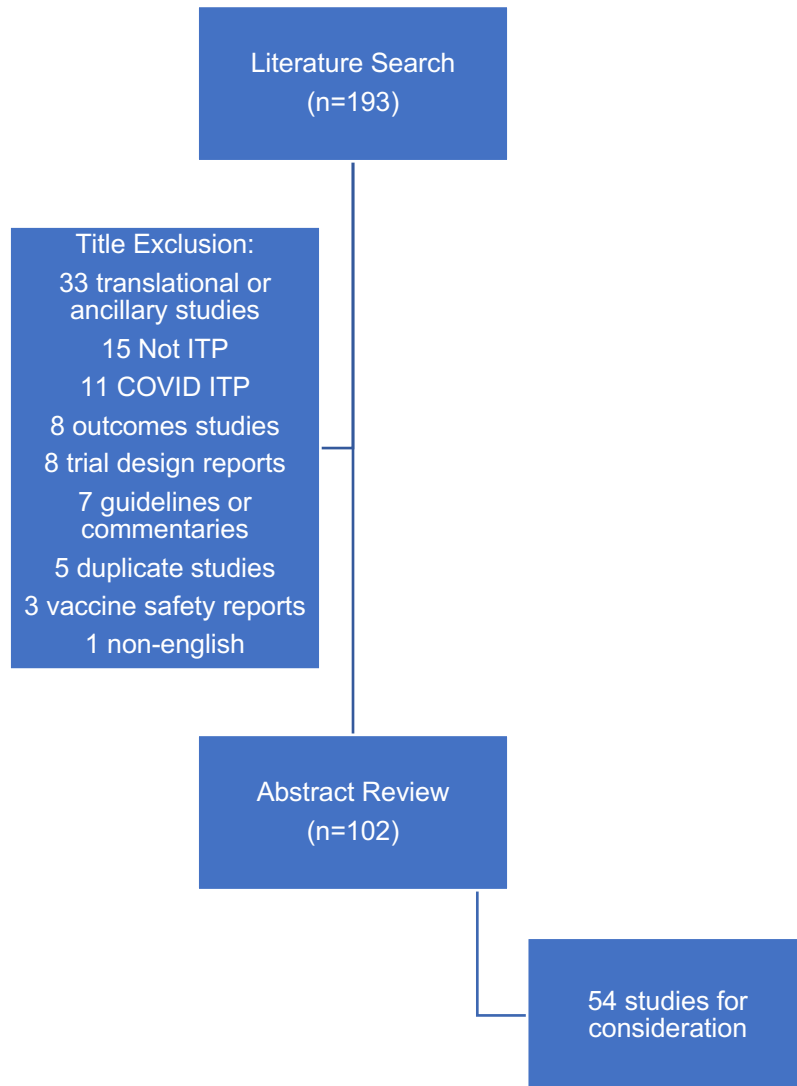 Literature Search
(n=193)
Title Exclusion:
33 translational or
ancillary studies
15 Not ITP
11 COVID ITP
8 outcomes studies
8 trial design reports
7 guidelines or
commentaries
5 duplicate studies
3 vaccine safety reports
1 non-english
Abstract Review
(n=102)
54 studies for
consideration